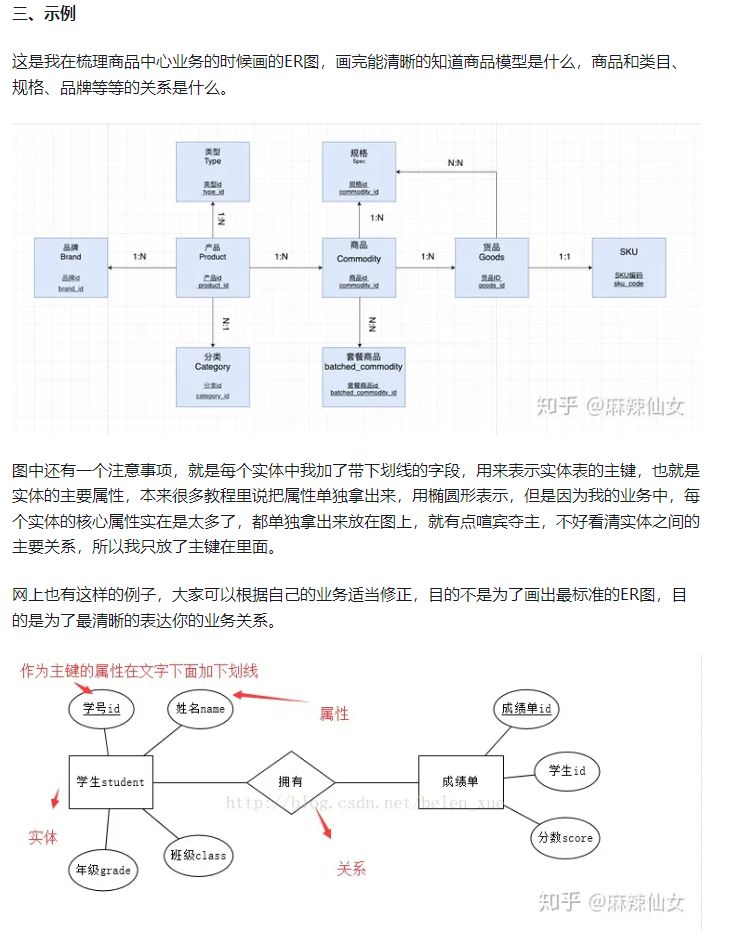 三、示例
这是我在梳理商品中心业务的时候画的ER图，画完能清晰的知道商品模型是什么，商品和类目、
规格、品牌等等的关系是什么。
类型
Type
类型id
type_id
规格
Spec
规格id
commodity_id
N:N
1:N
1:N
品牌
Brand
品牌id
brand_id
1:N
产品
Product
产品id
product_id
1:N
商品
Commodity
商品id
commodity_id
1:N
货品
Goods
货品ID
goods_id
1:1
SKU
SKU编码
sku_code
N:1
N:N
分类
Category
分类id
category_id
套餐商品
batched_commodity
套餐商品id
batched_commodity_id
知乎 @麻辣仙女
图中还有一个注意事项，就是每个实体中我加了带下划线的字段，用来表示实体表的主键，也就是
实体的主要属性，本来很多教程里说把属性单独拿出来，用椭圆形表示，但是因为我的业务中，每
个实体的核心属性实在是太多了，都单独拿出来放在图上，就有点喧宾夺主，不好看清实体之间的
主要关系，所以我只放了主键在里面。
网上也有这样的例子，大家可以根据自己的业务适当修正，目的不是为了画出最标准的ER图，目
的是为了最清晰的表达你的业务关系。
作为主键的属性在文字下面加下划线
学号id
姓名name
属性
成绩单id
学生student
拥有
成绩单
学生id
http://blog.csdn.net/belen_xue
实体
分数score
年级grade
班级class
关系
知乎 @麻辣仙女